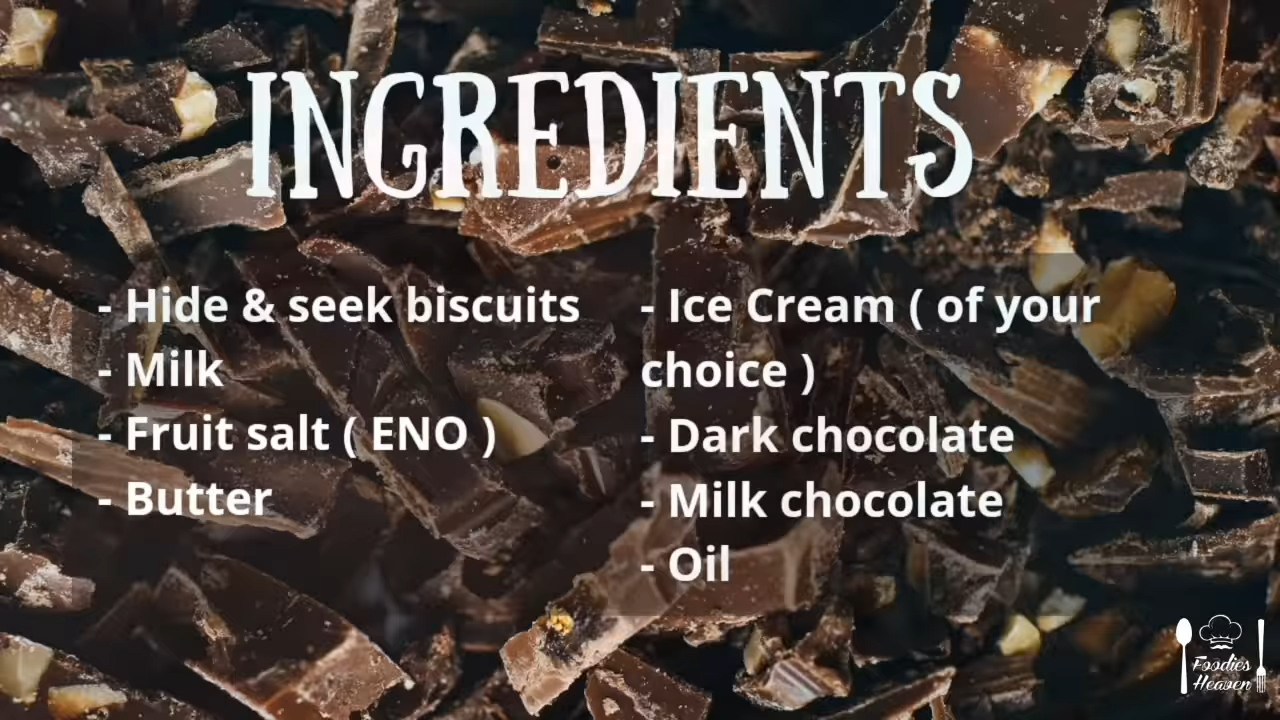 INGREDIENTS
- Hide & seek biscuits
- Milk
- Fruit salt ( ENO )
- Butter
- Ice Cream ( of your
choice )
- Dark chocolate
- Milk chocolate
- Oil
Foodies
Heaven